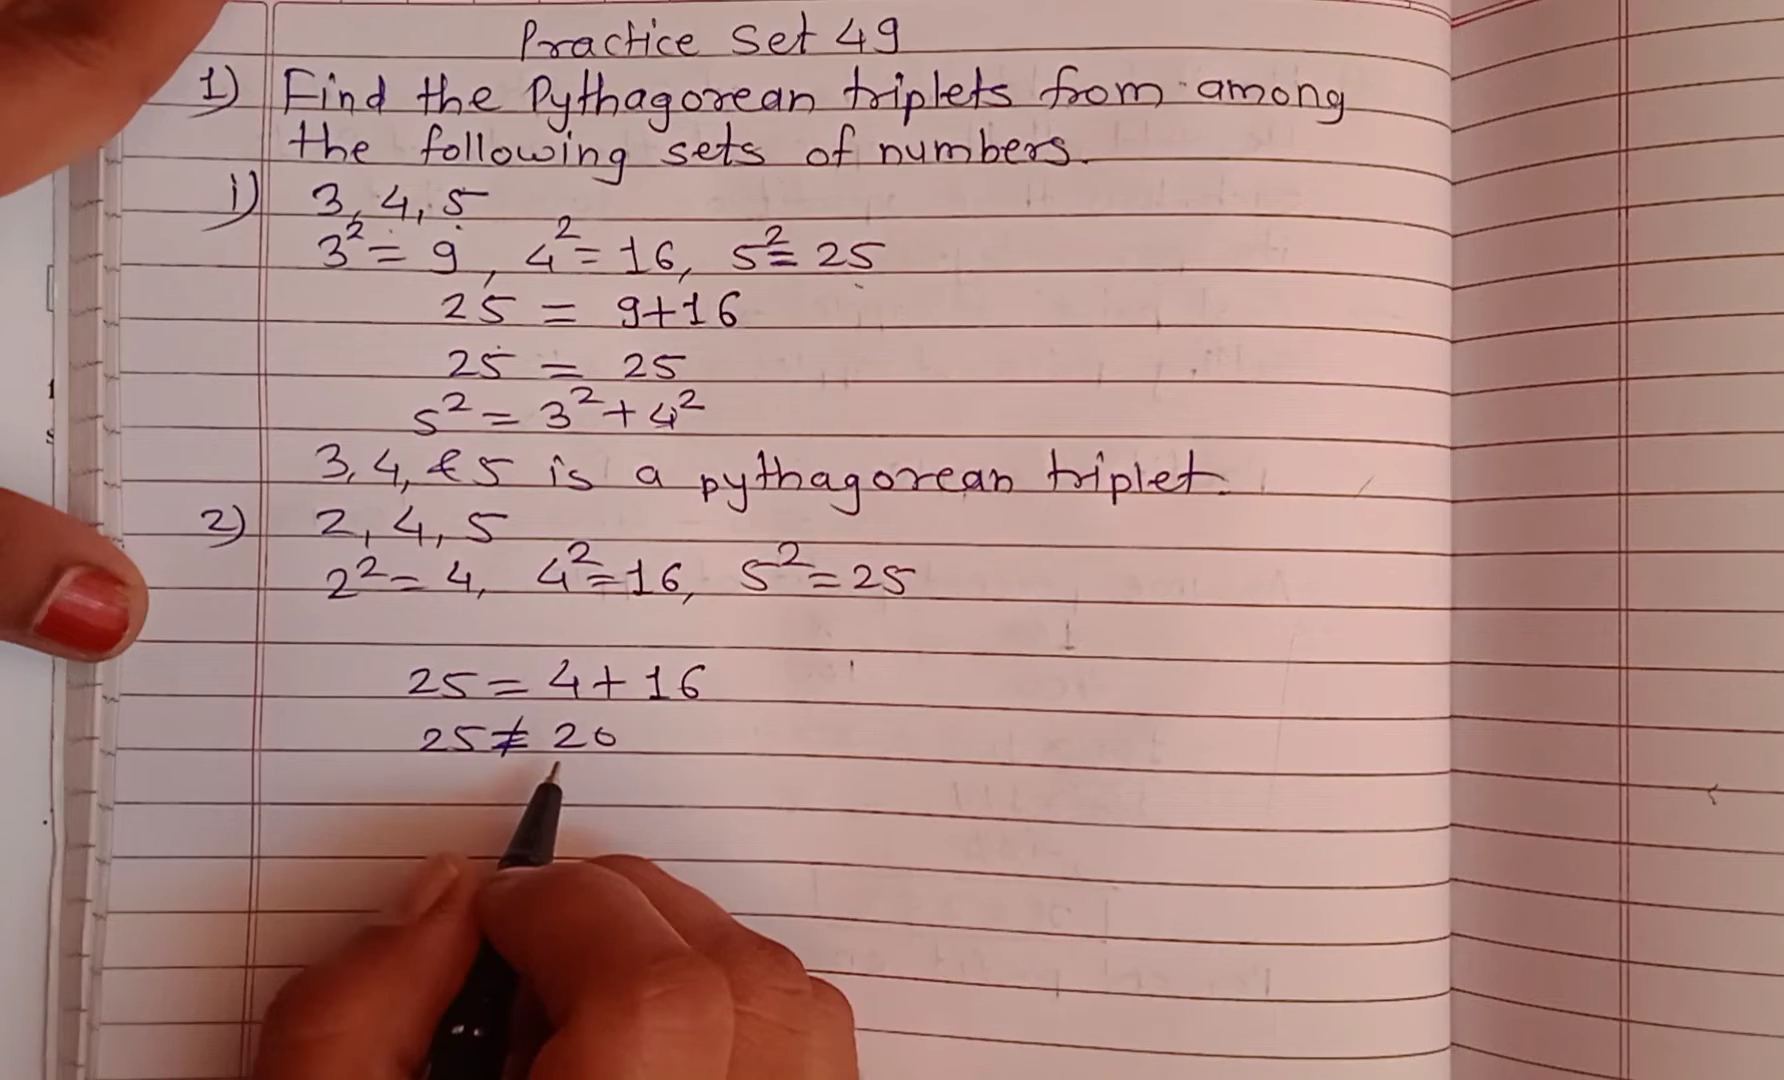 Practice Set 49
1) Find the Pythagorean triplets from among
the following sets of numbers.
i) 3, 4, 5
3² = 9, 4² = 16, 5² = 25
25 = 9+16
25 = 25
5² = 3² + 4²
3, 4, & 5 is a pythagorean triplet.
2) 2, 4, 5
2² = 4, 4² = 16, 5² = 25
25 = 4 + 16
25 ≠ 20